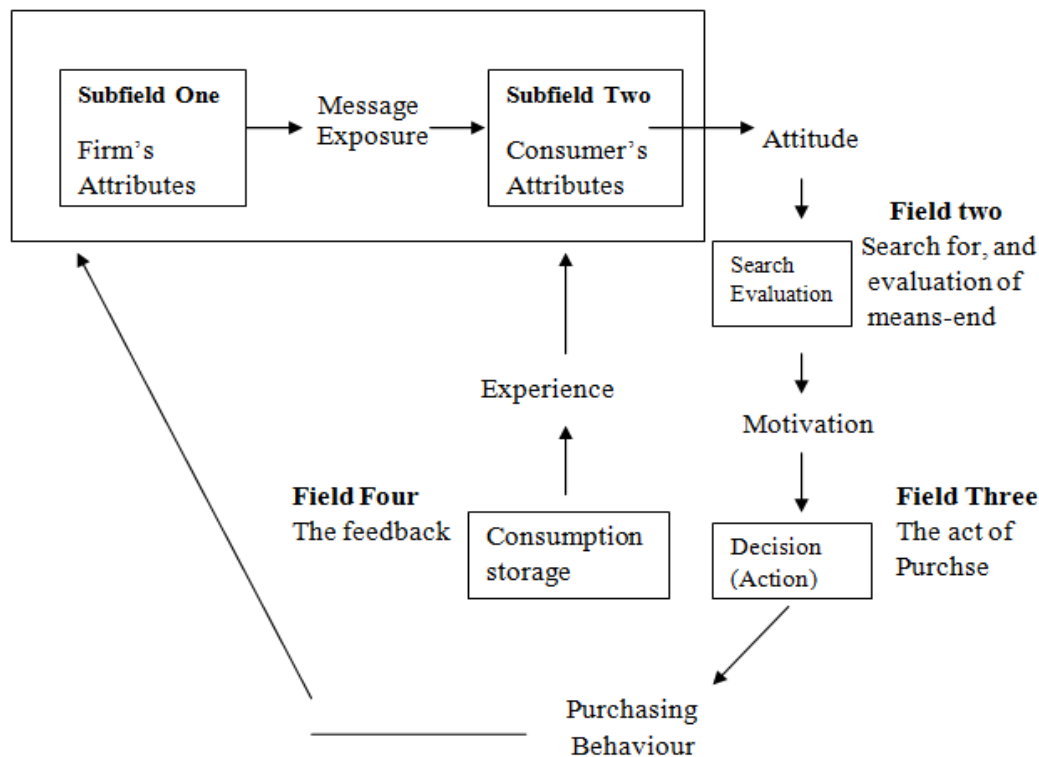 Subfield One
Firm's
Attributes
Message
Exposure
Subfield Two
Consumer's
Attributes
Attitude
Field two
Search for, and
evaluation of
means-end
Search
Evaluation
Experience
Motivation
Field Four
The feedback
Consumption
storage
Decision
(Action)
Field Three
The act of
Purchse
Purchasing
Behaviour